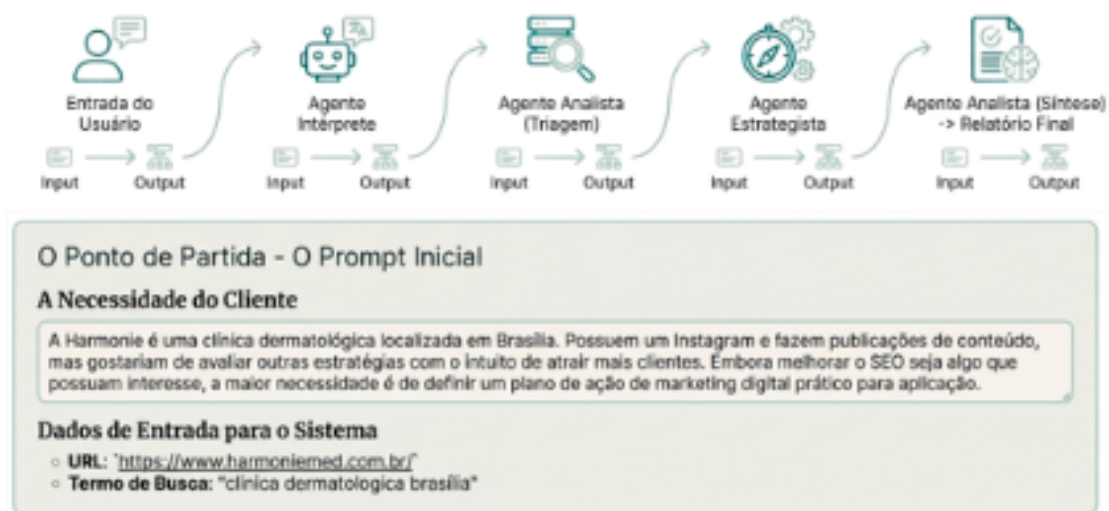 Entrada do
Usuário
Agente
Intérprete
Agente Analista
(Triagem)
Agente
Estrategista
Agente Analista (Síntese)
-> Relatório Final
Input Output
Input Output
Input Output
Input Output
Input Output
O Ponto de Partida - O Prompt Inicial
A Necessidade do Cliente
A Harmonie é uma clínica dermatológica localizada em Brasília. Possuem um Instagram e fazem publicações de conteúdo,
mas gostariam de avaliar outras estratégias com o intuito de atrair mais clientes. Embora melhorar o SEO seja algo que
possuam interesse, a maior necessidade é de definir um plano de ação de marketing digital prático para aplicação.
Dados de Entrada para o Sistema
○ URL: `https://www.harmoniemed.com.br/`
○ Termo de Busca: "clinica dermatologica brasília"